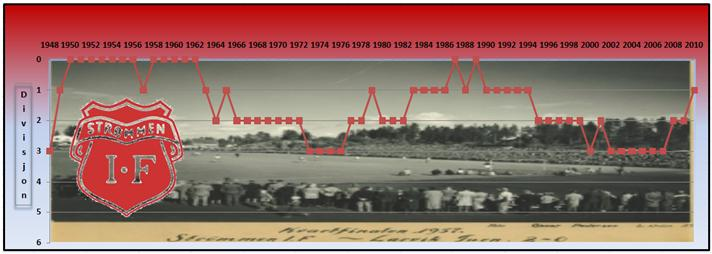 1948 1950 1952 1954 1956 1958 1960 1962 1964 1966 1968 1970 1972 1974 1976 1978 1980 1982 1984 1986 1988 1990 1992 1994 1996 1998 2000 2002 2004 2006 2008 2010
0
1
2
3
4
5
6
Divisjon
STRØMMEN
I·F
Kvartfinalen 1957.
Strømmen I.F. — Larvik Turn. 2-0